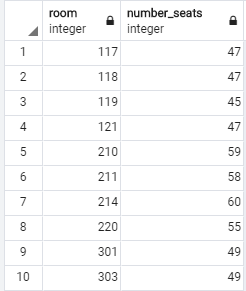 room number_seats
integer integer
1 117 47
2 118 47
3 119 45
4 121 47
5 210 59
6 211 58
7 214 60
8 220 55
9 301 49
10 303 49